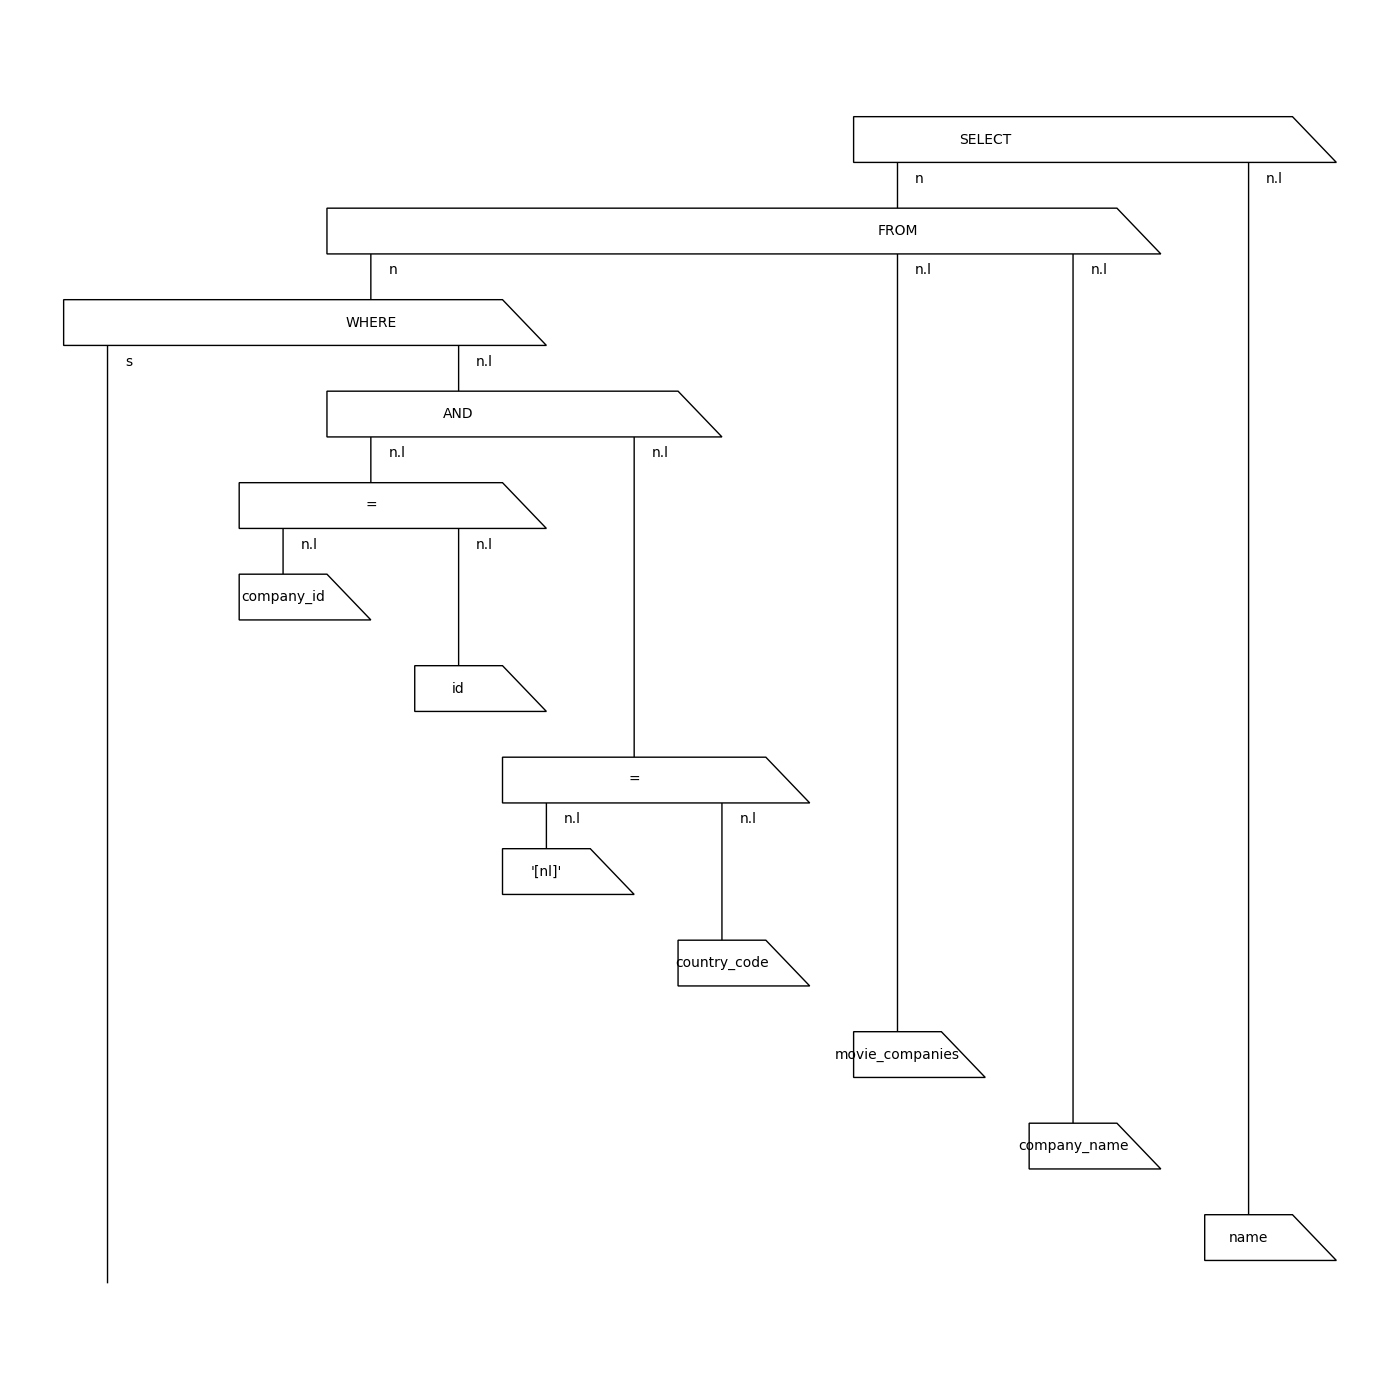 SELECT
n n.l
FROM
n n.l n.l
WHERE
s n.l
AND
n.l n.l
=
n.l n.l
company_id
id
=
n.l n.l
'[nl]'
country_code
movie_companies
company_name
name